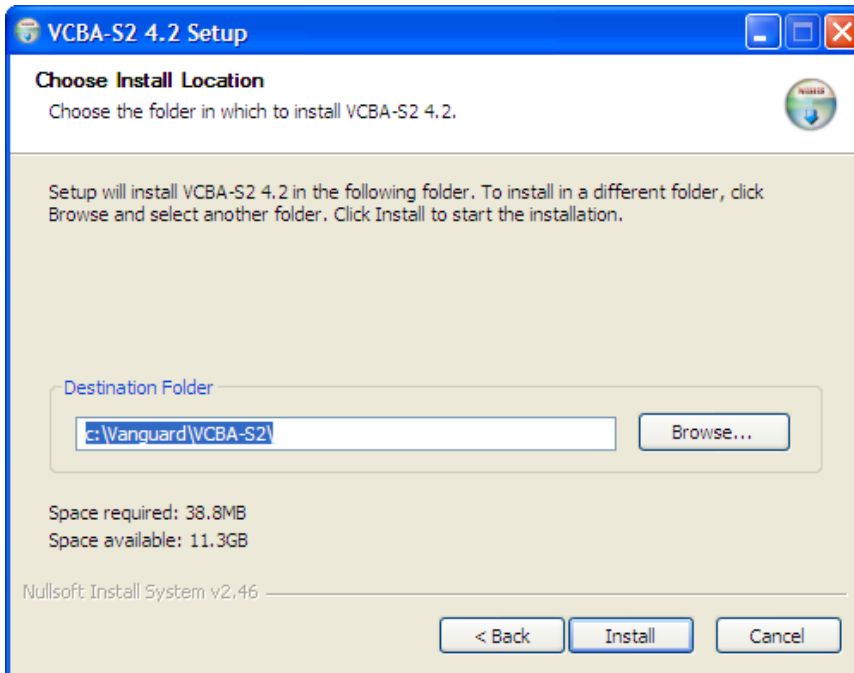 VCBA-S2 4.2 Setup
Choose Install Location
Choose the folder in which to install VCBA-S2 4.2.
Setup will install VCBA-S2 4.2 in the following folder. To install in a different folder, click
Browse and select another folder. Click Install to start the installation.
Destination Folder
c:\Vanguard\VCBA-S2\
Browse...
Space required: 38.8MB
Space available: 11.3GB
Nullsoft Install System v2.46
< Back
Install
Cancel